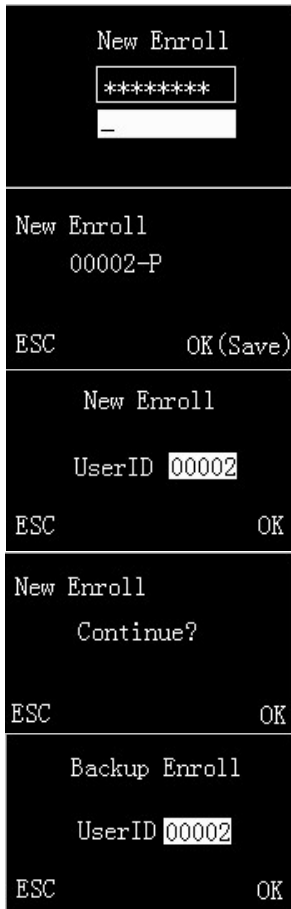 New Enroll
********
_
New Enroll
00002-P
ESC OK(Save)
New Enroll
UserID 00002
ESC OK
New Enroll
Continue?
ESC OK
Backup Enroll
UserID 00002
ESC OK